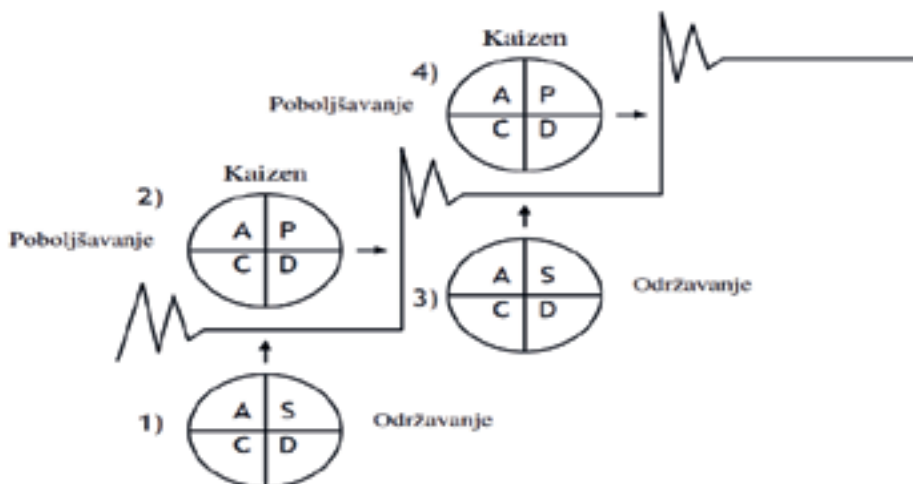 Kaizen
4)
A P
Poboljšavanje
C D
Kaizen
2)
A P
Poboljšavanje
C D
A S
3)
Održavanje
C D
A S
1)
Održavanje
C D